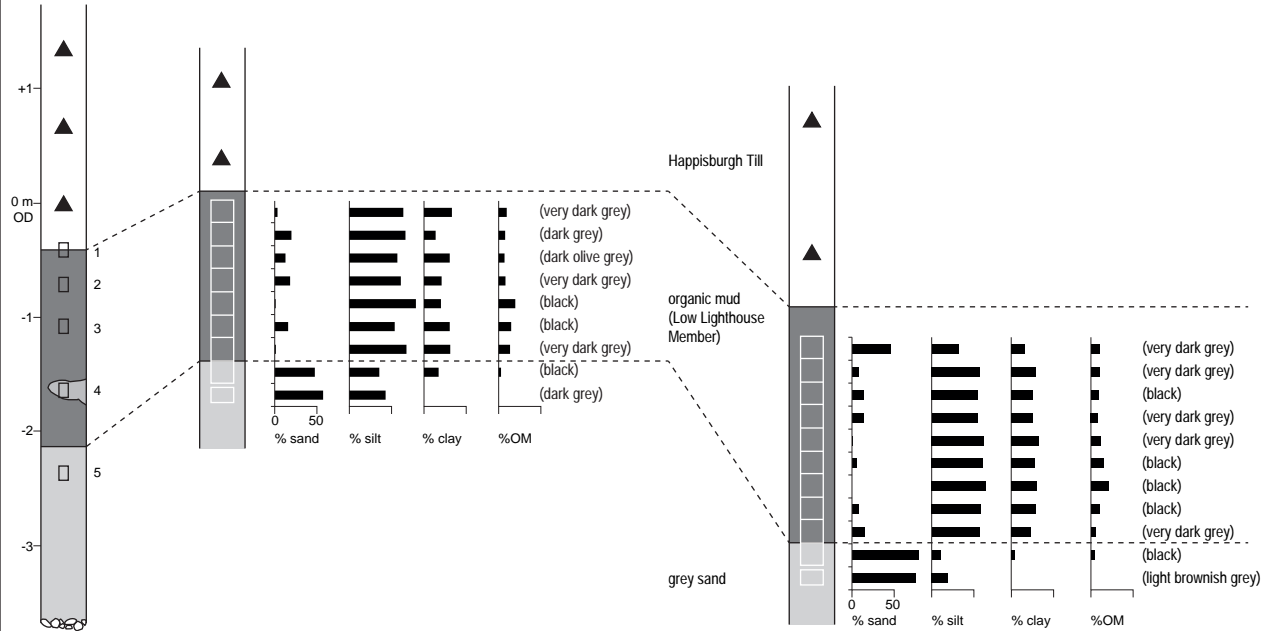 +1
0 m
OD
-1
-2
-3
1
2
3
4
5
(very dark grey)
(dark grey)
(dark olive grey)
(very dark grey)
(black)
(black)
(very dark grey)
(black)
(dark grey)
0 50
% sand % silt % clay %OM
Happisburgh Till
organic mud
(Low Lighthouse
Member)
grey sand
(very dark grey)
(very dark grey)
(black)
(very dark grey)
(very dark grey)
(black)
(black)
(black)
(very dark grey)
(black)
(light brownish grey)
0 50
% sand % silt % clay %OM